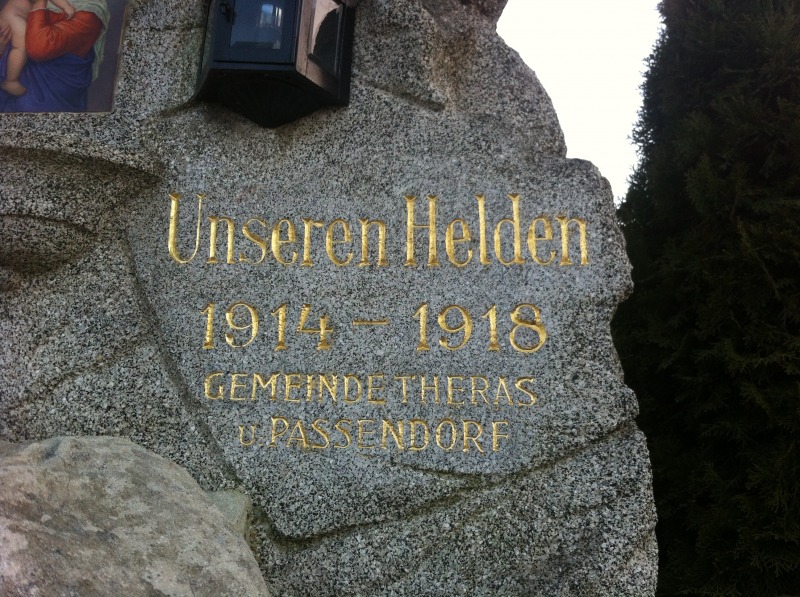 Unseren Helden
1914 – 1918
GEMEINDE THERAS
U. PASSENDORF